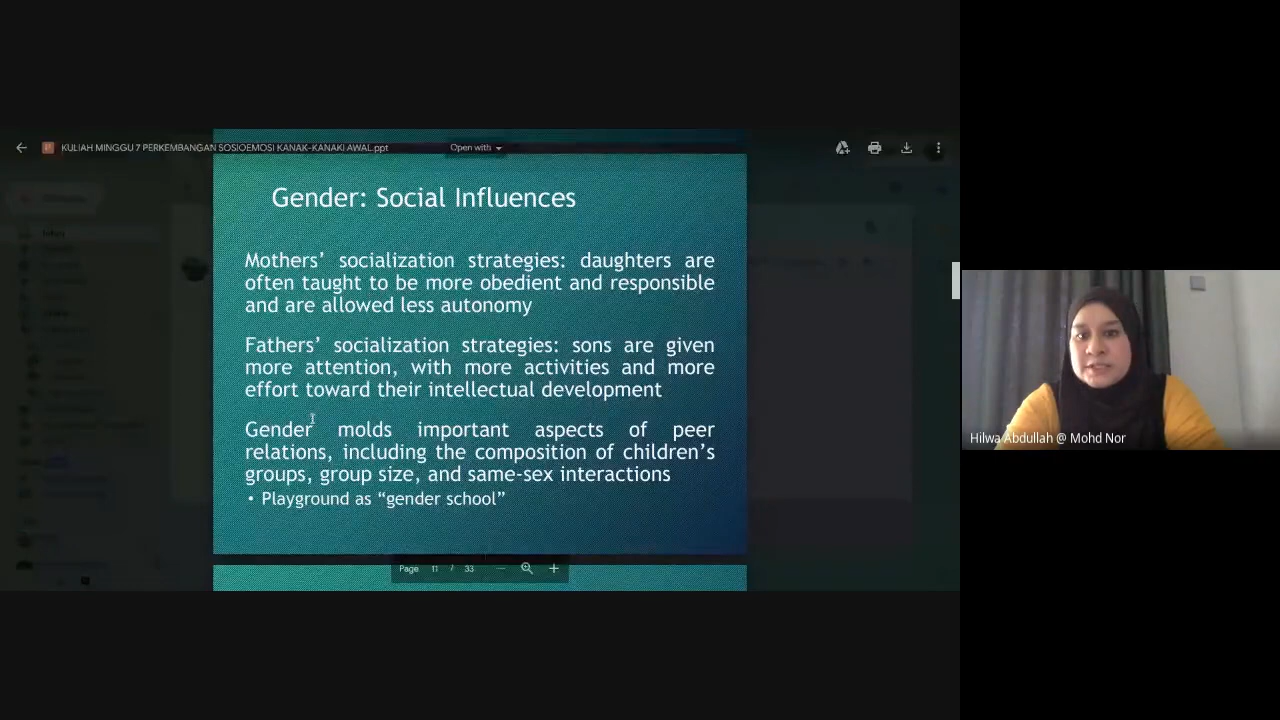 KULIAH MINGGU 7 PERKEMBANGAN SOSIOEMOSI KANAK-KANAKI AWAL.ppt
Open with
Gender: Social Influences
Mothers’ socialization strategies: daughters are
often taught to be more obedient and responsible
and are allowed less autonomy
Fathers’ socialization strategies: sons are given
more attention, with more activities and more
effort toward their intellectual development
Gender molds important aspects of peer
relations, including the composition of children’s
groups, group size, and same-sex interactions
• Playground as “gender school”
Page 11 / 33
Hilwa Abdullah @ Mohd Nor